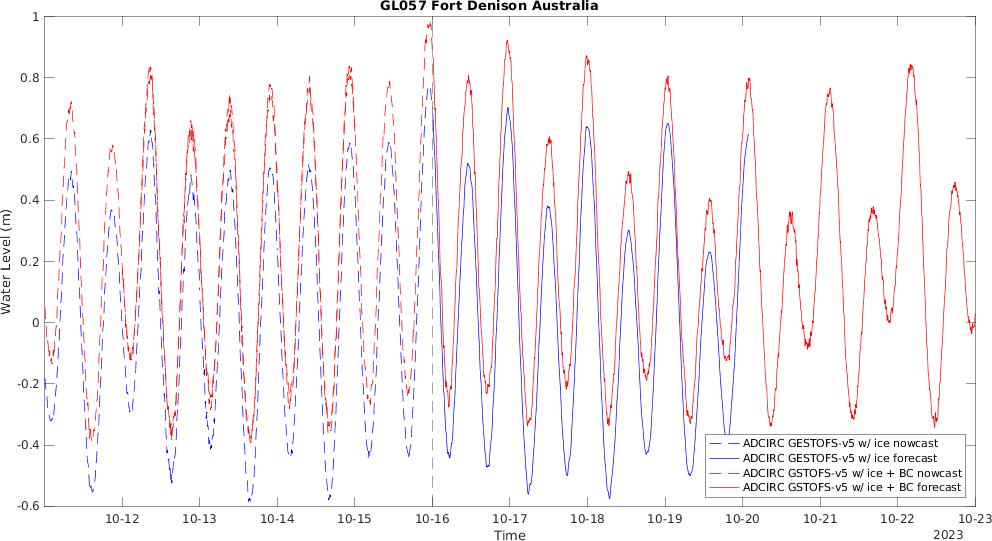 GL057 Fort Denison Australia
1
0.8
0.6
0.4
0.2
0
-0.2
-0.4
-0.6
Water Level (m)
ADCIRC GESTOFS-v5 w/ ice nowcast
ADCIRC GESTOFS-v5 w/ ice forecast
ADCIRC GSTOFS-v5 w/ ice + BC nowcast
ADCIRC GSTOFS-v5 w/ ice + BC forecast
10-12 10-13 10-14 10-15 10-16 10-17 10-18 10-19 10-20 10-21 10-22 10-23
Time
2023